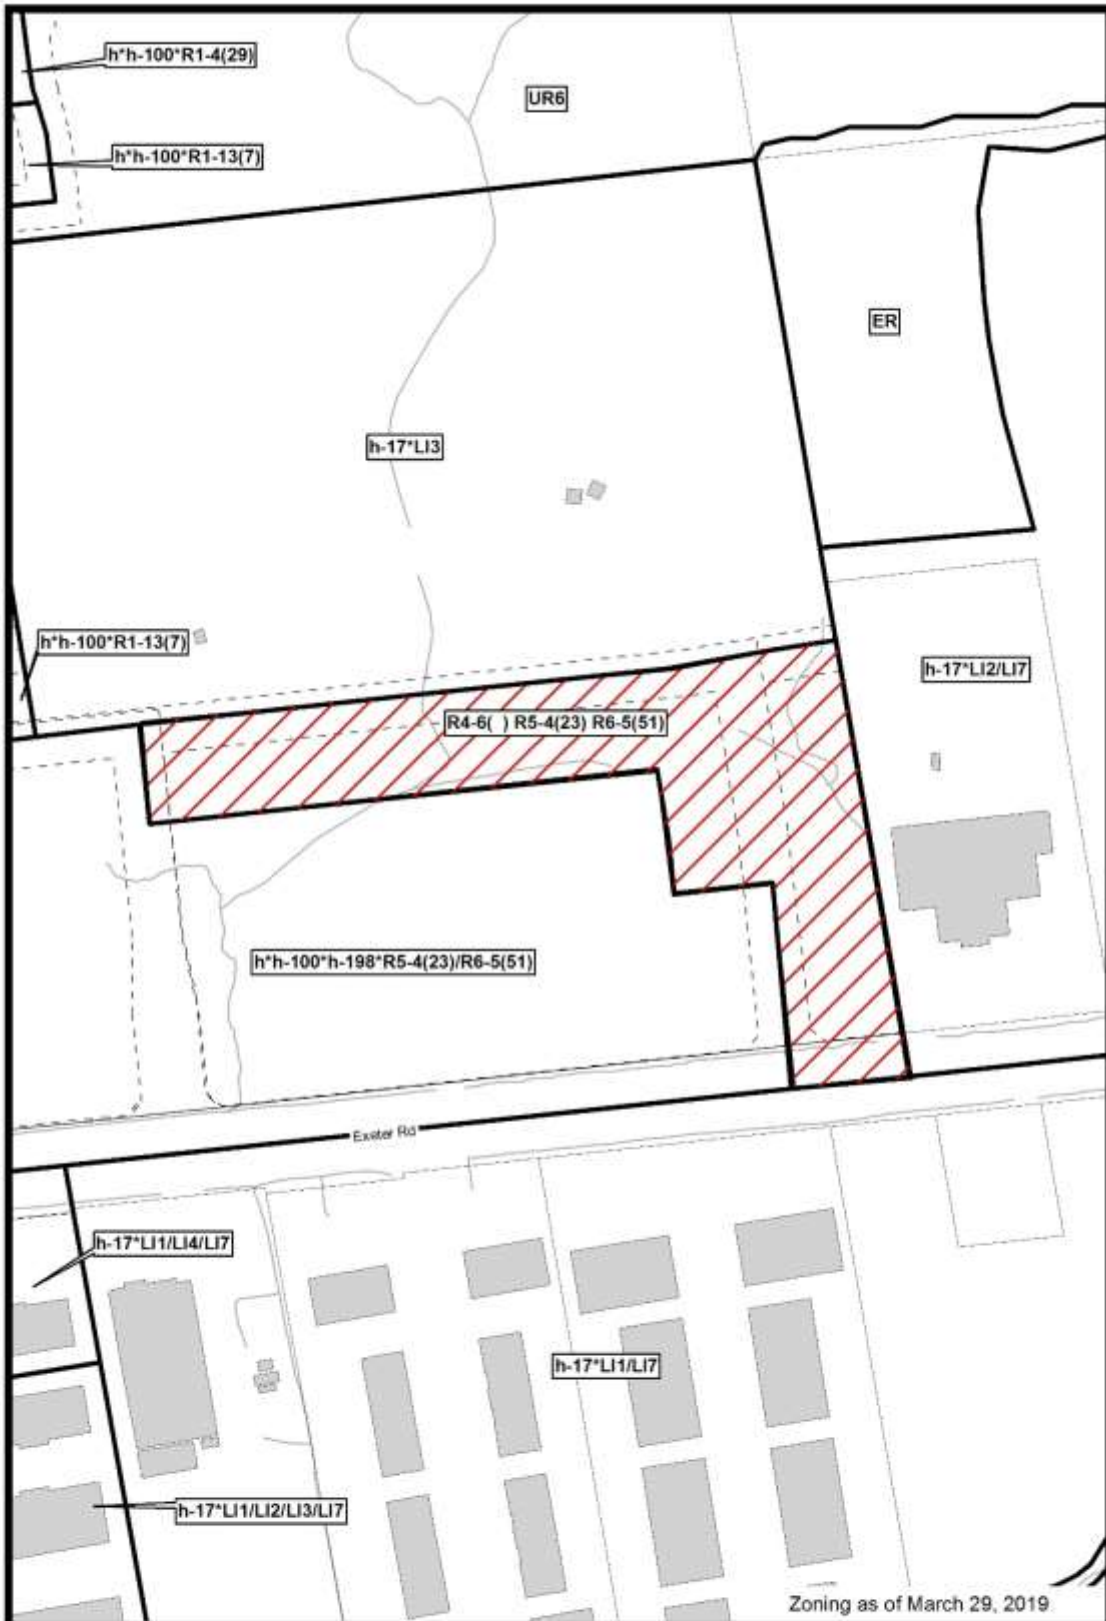 h*h-100*R1-4(29)
UR6
h*h-100*R1-13(7)
ER
h-17*LI3
h*h-100*R1-13(7)
h-17*LI2/LI7
R4-6( ) R5-4(23) R6-5(51)
h*h-100*h-198*R5-4(23)/R6-5(51)
Exeter Rd
h-17*LI1/LI4/LI7
h-17*LI1/LI7
h-17*LI1/LI2/LI3/LI7
Zoning as of March 29, 2019